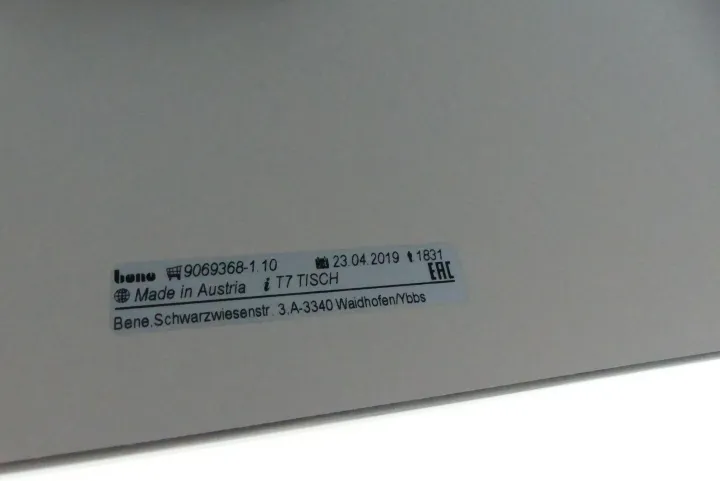 bene 9069368-1.10 23.04.2019 t 1831
Made in Austria i T7 TISCH EAC
Bene.Schwarzwiesenstr. 3.A-3340 Waidhofen/Ybbs